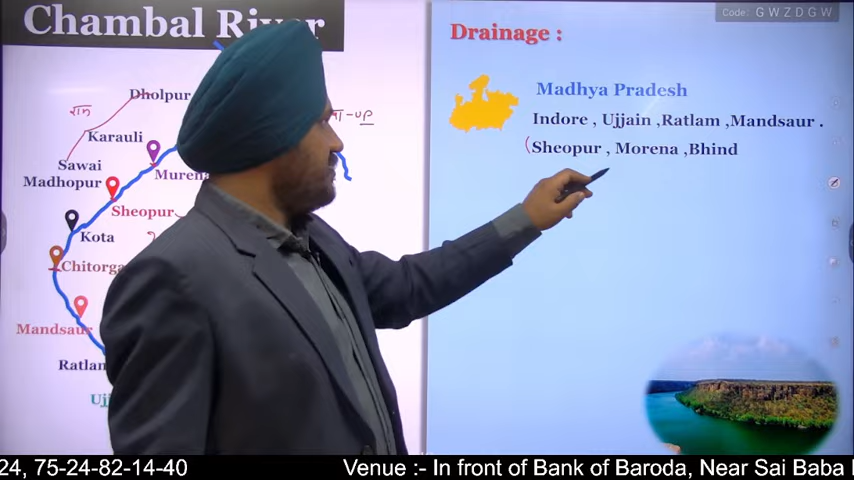 Chambal River
Code: G W Z D G W
Drainage :
Dholpur
राज
UP
Karauli
Sawai
Madhopur
Murena
Sheopur
Kota
Chitorga
Mandsaur
Ratlam
Madhya Pradesh
Indore , Ujjain ,Ratlam ,Mandsaur .
(Sheopur , Morena ,Bhind
24, 75-24-82-14-40 Venue :- In front of Bank of Baroda, Near Sai Baba